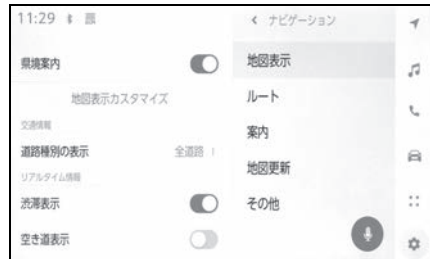 11:29
県境案内
地図表示カスタマイズ
交通情報
道路種別の表示
全道路
リアルタイム情報
渋滞表示
空き道表示
ナビゲーション
地図表示
ルート
案内
地図更新
その他